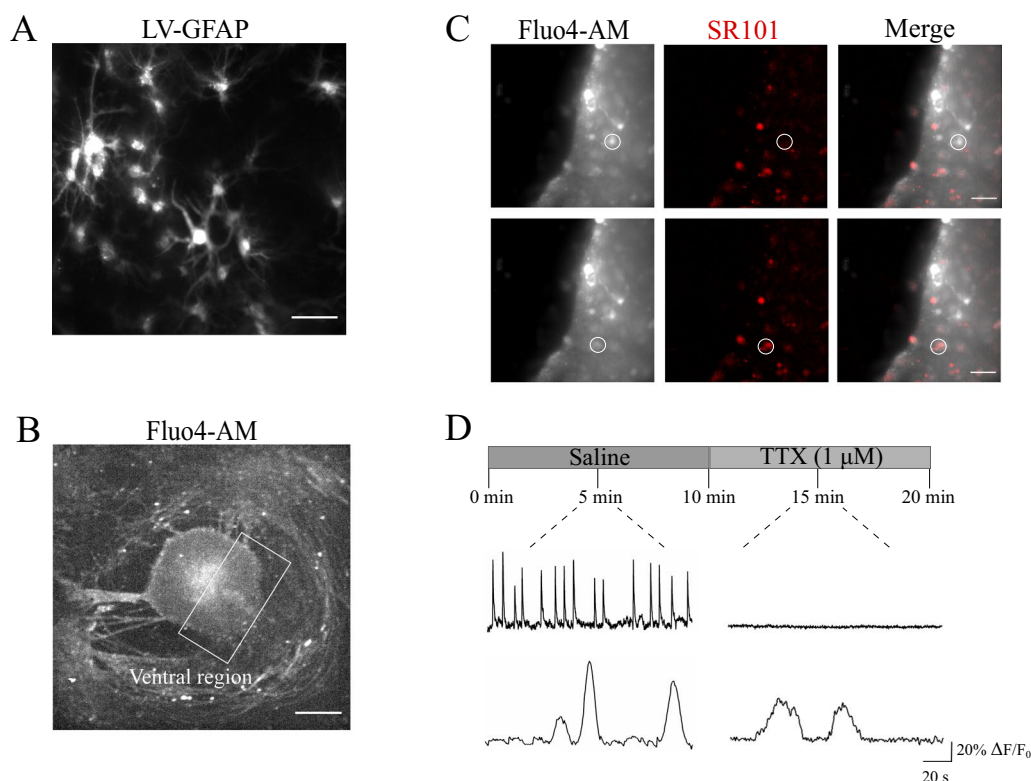 A
LV-GFAP
B
Fluo4-AM
Ventral region
C
Fluo4-AM SR101 Merge
D
Saline TTX (1 µM)
0 min 5 min 10 min 15 min 20 min
20% ΔF/F₀
20 s